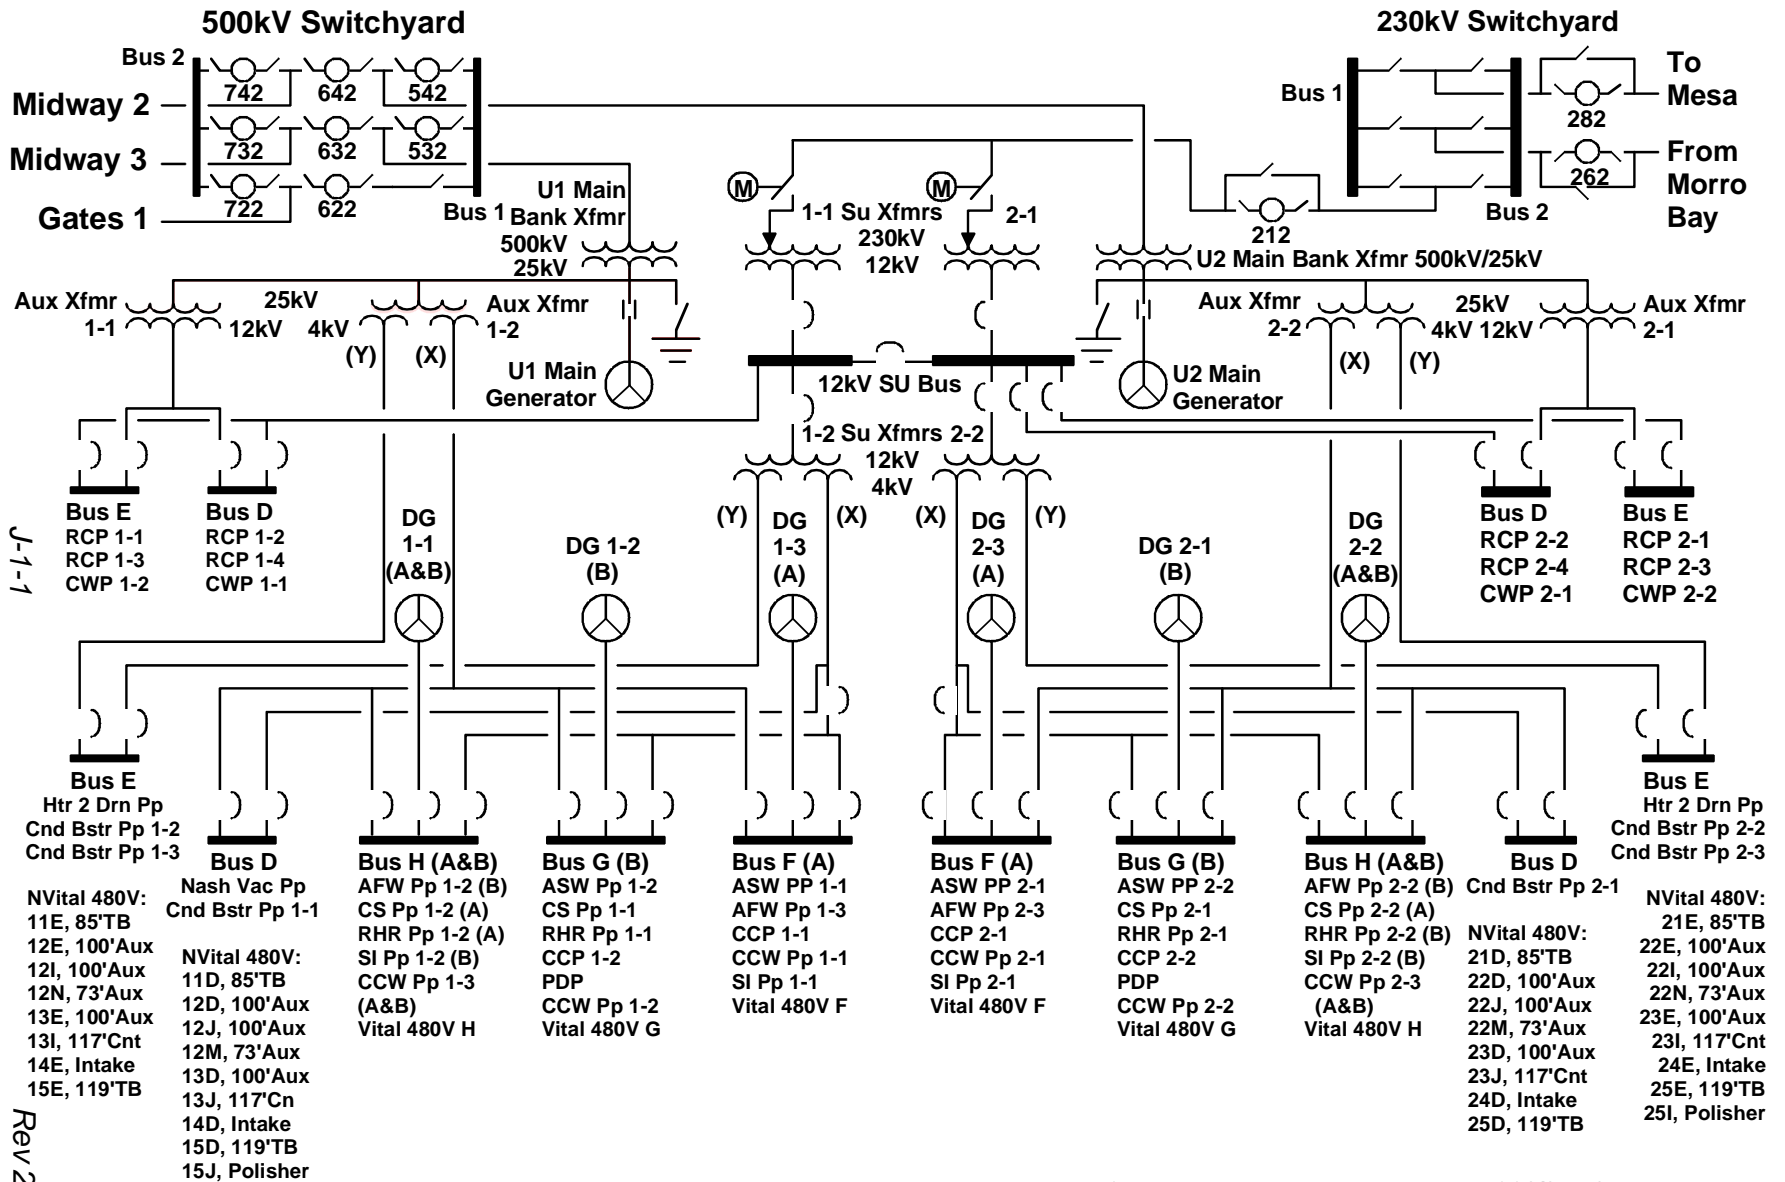 500kV Switchyard
230kV Switchyard
Bus 2
742
642
542
Midway 2
732
632
532
Midway 3
722
622
Gates 1
Bus 1
U1 Main
Bank Xfmr
500kV
25kV
M
M
1-1 Su Xfmrs
2-1
230kV
12kV
Bus 1
Bus 2
To
Mesa
282
From
Morro
Bay
262
212
U2 Main Bank Xfmr 500kV/25kV
Aux Xfmr
1-1
25kV
12kV
4kV
Aux Xfmr
1-2
(Y)
(X)
U1 Main
Generator
12kV SU Bus
U2 Main
Generator
Aux Xfmr
2-2
25kV
4kV 12kV
Aux Xfmr
2-1
(X)
(Y)
1-2 Su Xfmrs 2-2
12kV
4kV
(Y)
(X)
(X)
(Y)
Bus E
RCP 1-1
RCP 1-3
CWP 1-2
Bus D
RCP 1-2
RCP 1-4
CWP 1-1
DG
1-1
(A&B)
DG 1-2
(B)
DG
1-3
(A)
DG
2-3
(A)
DG 2-1
(B)
DG
2-2
(A&B)
Bus D
RCP 2-2
RCP 2-4
CWP 2-1
Bus E
RCP 2-1
RCP 2-3
CWP 2-2
J-1-1
Bus E
Htr 2 Drn Pp
Cnd Bstr Pp 1-2
Cnd Bstr Pp 1-3
NVital 480V:
11E, 85'TB
12E, 100'Aux
12I, 100'Aux
12N, 73'Aux
13E, 100'Aux
13I, 117'Cnt
14E, Intake
15E, 119'TB
Bus D
Nash Vac Pp
Cnd Bstr Pp 1-1
NVital 480V:
11D, 85'TB
12D, 100'Aux
12J, 100'Aux
12M, 73'Aux
13D, 100'Aux
13J, 117'Cn
14D, Intake
15D, 119'TB
15J, Polisher
Bus H (A&B)
AFW Pp 1-2 (B)
CS Pp 1-2 (A)
RHR Pp 1-2 (A)
SI Pp 1-2 (B)
CCW Pp 1-3
(A&B)
Vital 480V H
Bus G (B)
ASW Pp 1-2
CS Pp 1-1
RHR Pp 1-1
CCP 1-2
PDP
CCW Pp 1-2
Vital 480V G
Bus F (A)
ASW PP 1-1
AFW Pp 1-3
CCP 1-1
CCW Pp 1-1
SI Pp 1-1
Vital 480V F
Bus F (A)
ASW PP 2-1
AFW Pp 2-3
CCP 2-1
CCW Pp 2-1
SI Pp 2-1
Vital 480V F
Bus G (B)
ASW PP 2-2
CS Pp 2-1
RHR Pp 2-1
CCP 2-2
PDP
CCW Pp 2-2
Vital 480V G
Bus H (A&B)
AFW Pp 2-2 (B)
CS Pp 2-2 (A)
RHR Pp 2-2 (B)
SI Pp 2-2 (B)
CCW Pp 2-3
(A&B)
Vital 480V H
Bus D
Cnd Bstr Pp 2-1
NVital 480V:
21D, 85'TB
22D, 100'Aux
22J, 100'Aux
22M, 73'Aux
23D, 100'Aux
23J, 117'Cnt
24D, Intake
25D, 119'TB
Bus E
Htr 2 Drn Pp
Cnd Bstr Pp 2-2
Cnd Bstr Pp 2-3
NVital 480V:
21E, 85'TB
22E, 100'Aux
22I, 100'Aux
22N, 73'Aux
23E, 100'Aux
23I, 117'Cnt
24E, Intake
25E, 119'TB
25I, Polisher
Rev 2